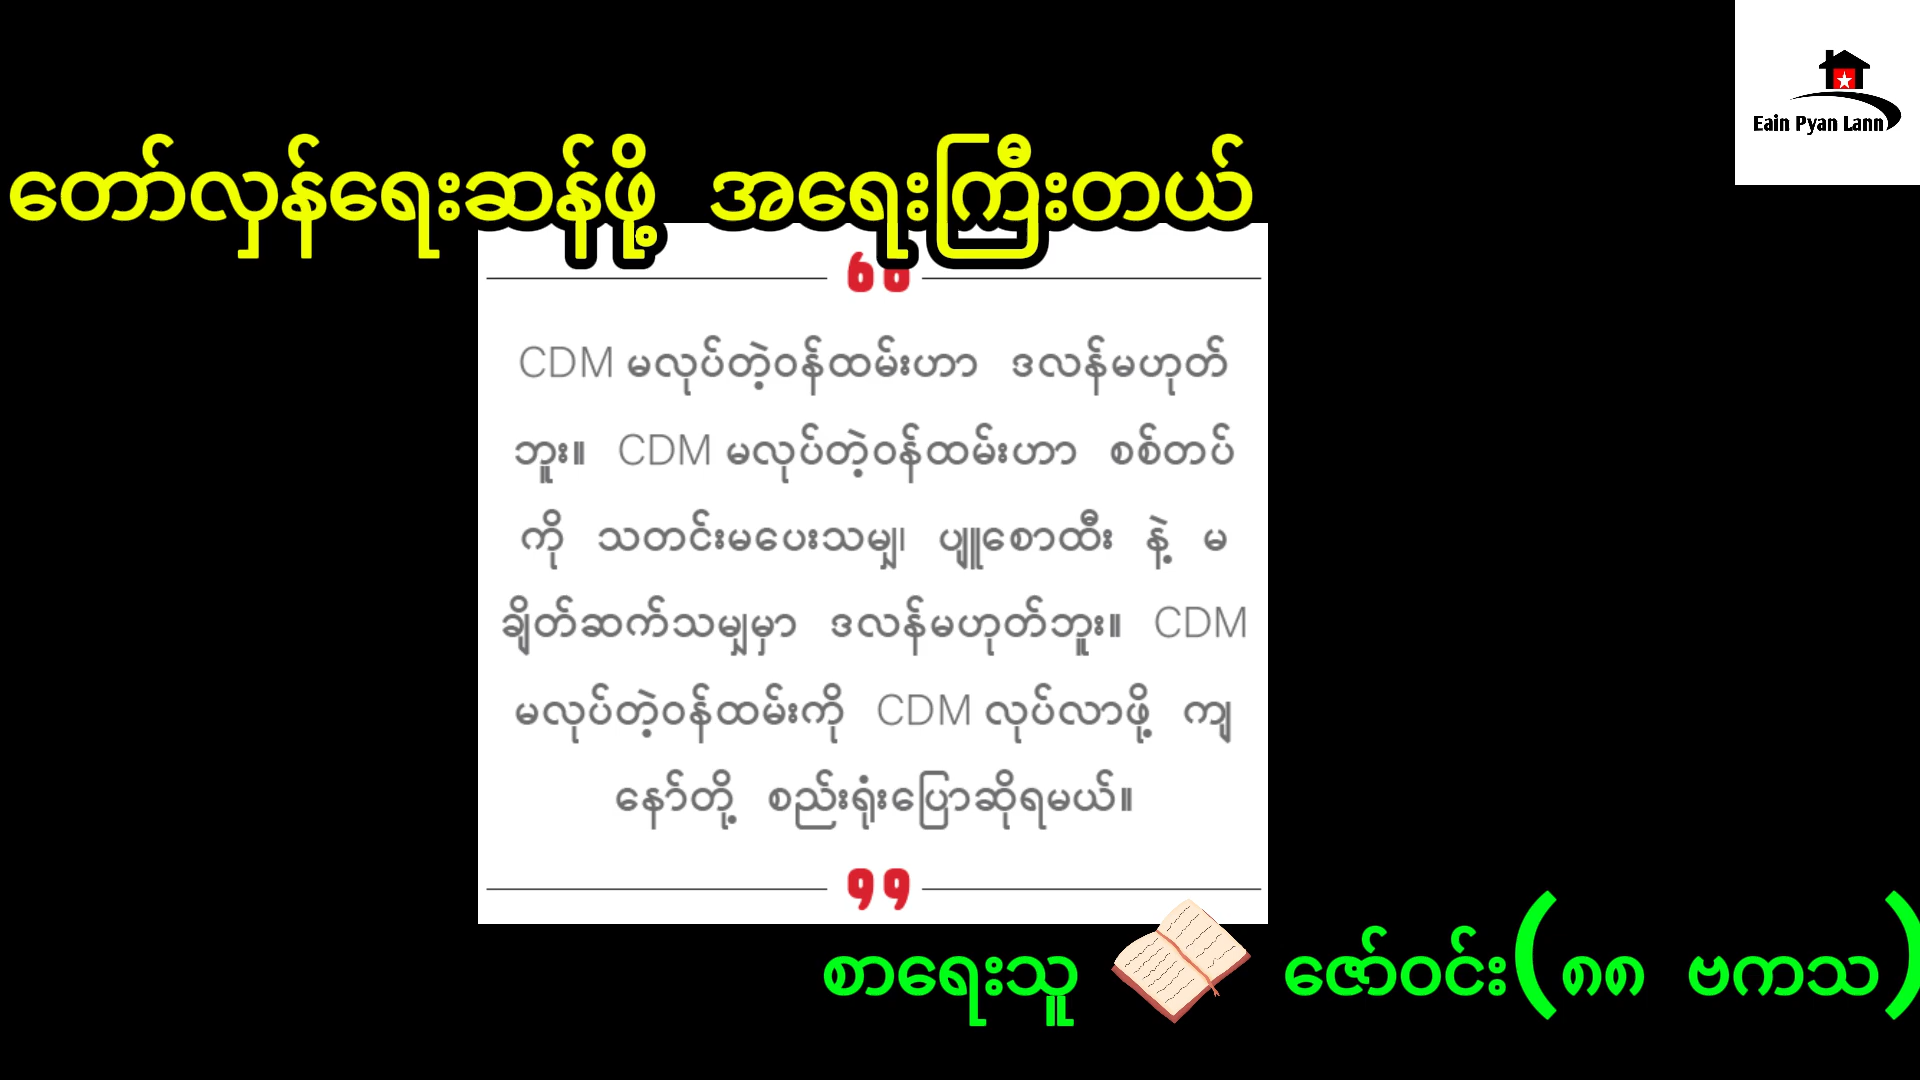 Eain Pyan Lann
တော်လှန်ရေးဆန်ဖို့ အရေးကြီးတယ်
CDM မလုပ်တဲ့ဝန်ထမ်းဟာ ဒလန်မဟုတ်
ဘူး။ CDM မလုပ်တဲ့ဝန်ထမ်းဟာ စစ်တပ်
ကို သတင်းမပေးသမျှ၊ ပျူစောထီး နဲ့ မ
ချိတ်ဆက်သမျှမှာ ဒလန်မဟုတ်ဘူး။ CDM
မလုပ်တဲ့ဝန်ထမ်းကို CDM လုပ်လာဖို့ ကျ
နော်တို့ စည်းရုံးပြောဆိုရမယ်။
စာရေးသူ ဇော်ဝင်း(၈၈ ဗကသ)